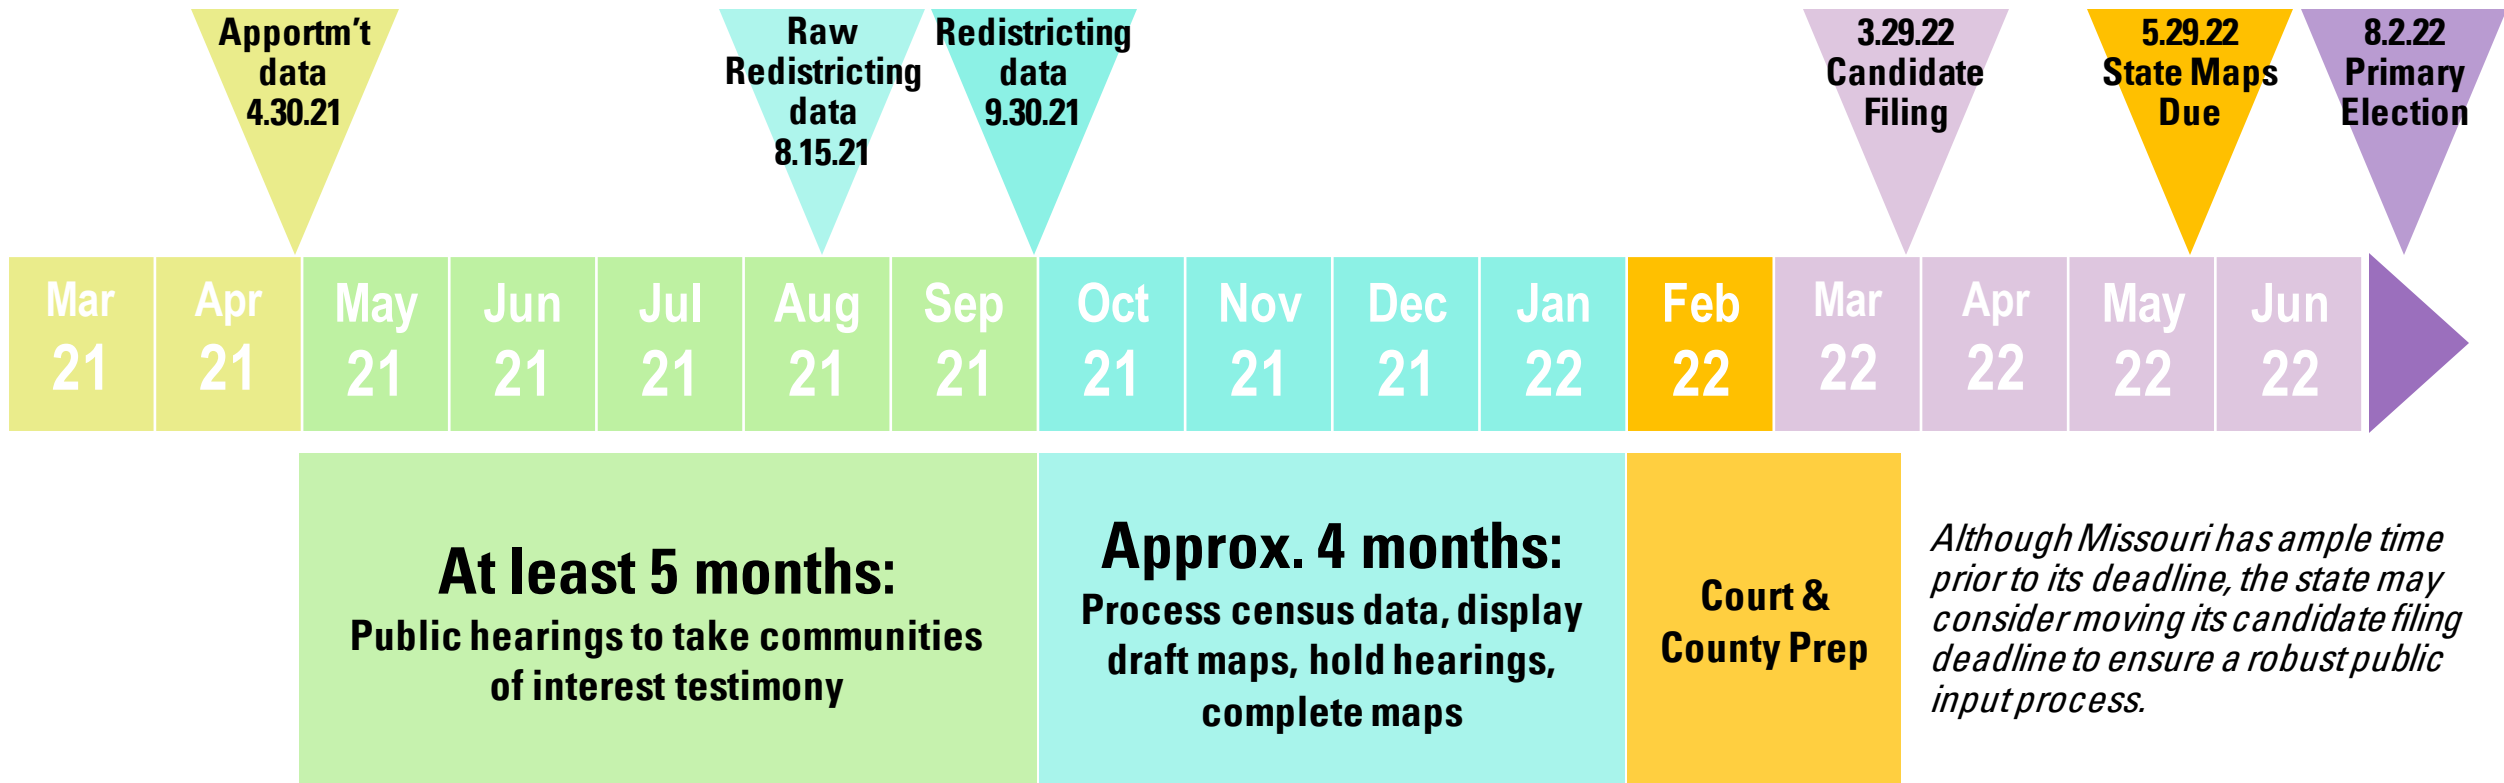 Apportm't
data
4.30.21
Raw
Redistricting
data
8.15.21
Redistricting
data
9.30.21
3.29.22
Candidate
Filing
5.29.22
State Maps
Due
8.2.22
Primary
Election
Mar
21
Apr
21
May
21
Jun
21
Jul
21
Aug
21
Sep
21
Oct
21
Nov
21
Dec
21
Jan
22
Feb
22
Mar
22
Apr
22
May
22
Jun
22
At least 5 months:
Public hearings to take communities
of interest testimony
Approx. 4 months:
Process census data, display
draft maps, hold hearings,
complete maps
Court &
County Prep
Although Missouri has ample time
prior to its deadline, the state may
consider moving its candidate filing
deadline to ensure a robust public
input process.